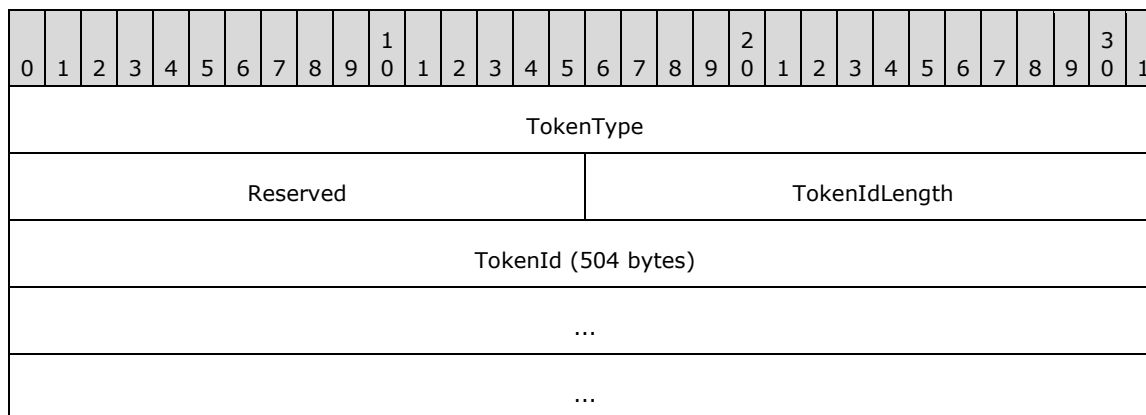 1 2 3
0 1 2 3 4 5 6 7 8 9 0 1 2 3 4 5 6 7 8 9 0 1 2 3 4 5 6 7 8 9 0 1
TokenType
Reserved TokenIdLength
TokenId (504 bytes)
...
...